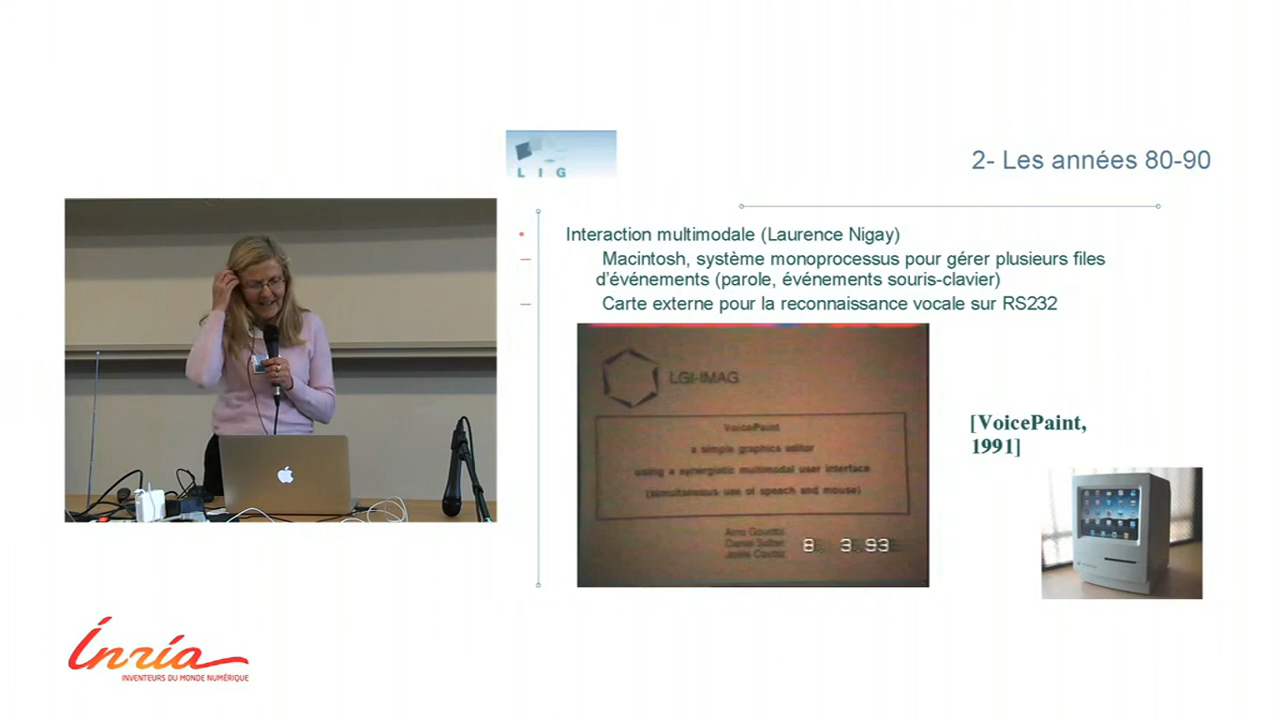 LIG
2- Les années 80-90
• Interaction multimodale (Laurence Nigay)
— Macintosh, système monoprocessus pour gérer plusieurs files
d'événements (parole, événements souris-clavier)
— Carte externe pour la reconnaissance vocale sur RS232
LGI-IMAG
VoicePaint
a simple graphics editor
using a synergistic multimodal user interface
(simultaneous use of speech and mouse)
Daniel Salber
8 3 93
[VoicePaint,
1991]
inria
INVENTEURS DU MONDE NUMÉRIQUE